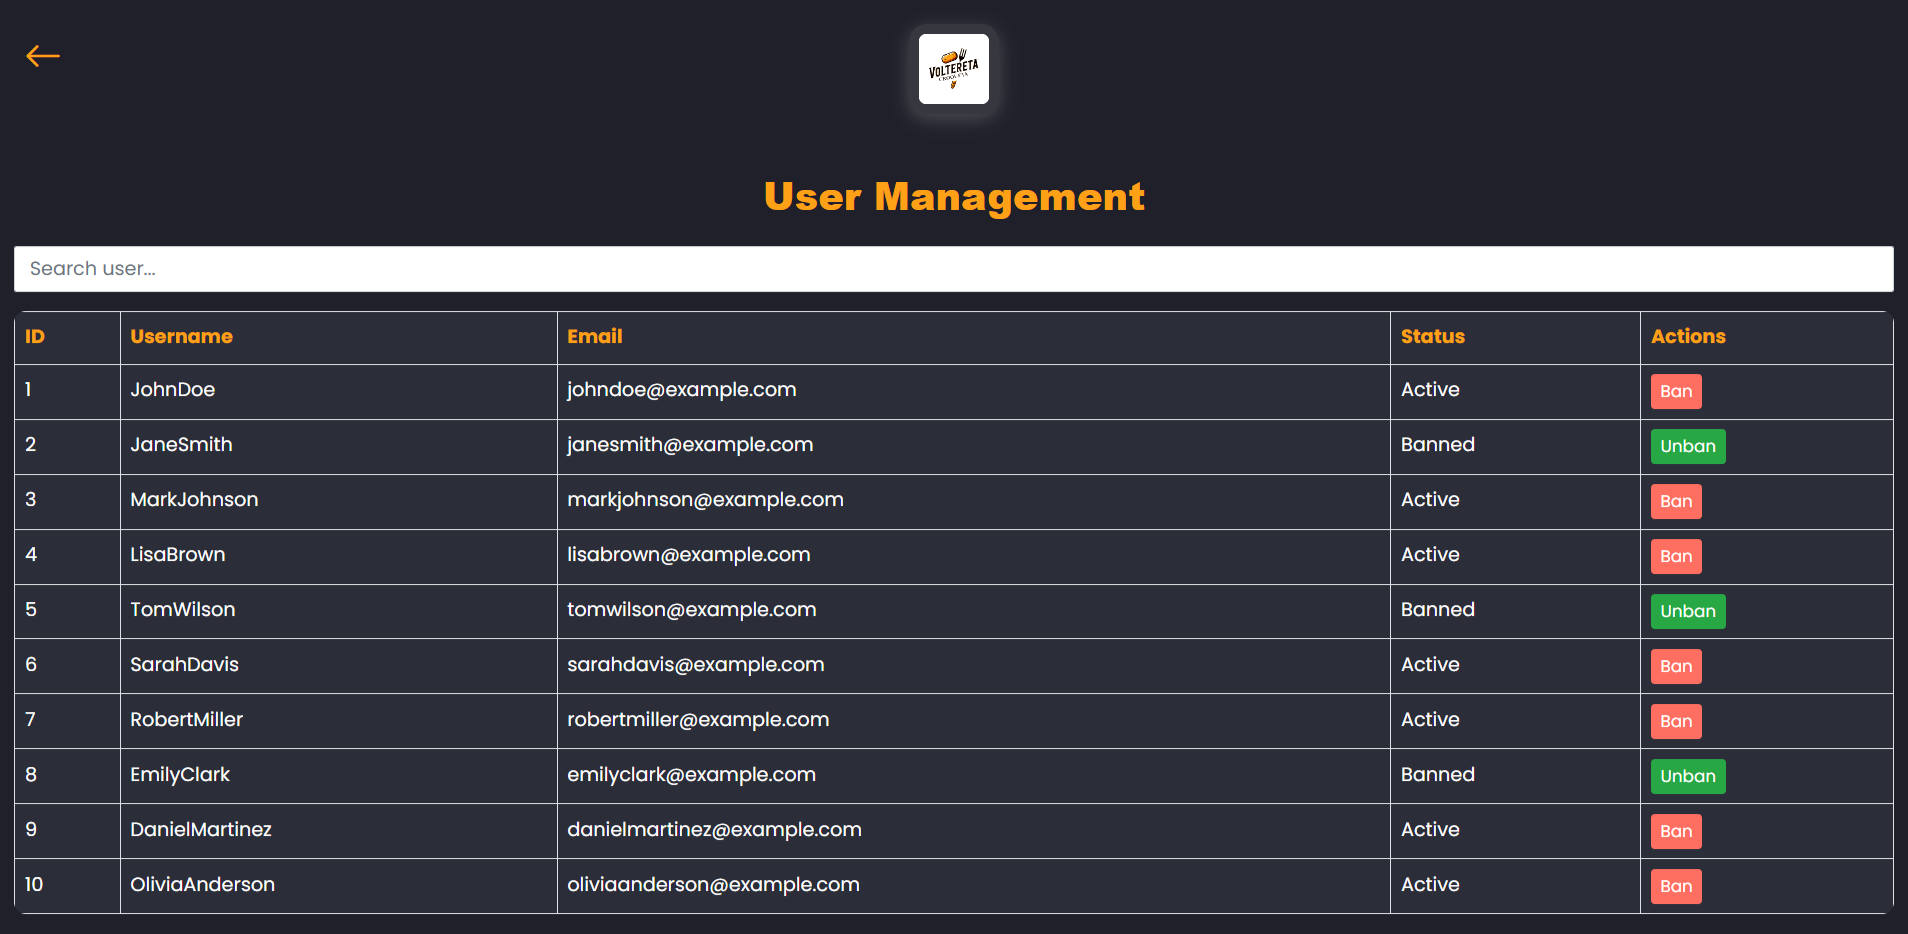 VOLTERETA
CROQUETA
User Management
Search user...
ID Username Email Status Actions
1 JohnDoe johndoe@example.com Active Ban
2 JaneSmith janesmith@example.com Banned Unban
3 MarkJohnson markjohnson@example.com Active Ban
4 LisaBrown lisabrown@example.com Active Ban
5 TomWilson tomwilson@example.com Banned Unban
6 SarahDavis sarahdavis@example.com Active Ban
7 RobertMiller robertmiller@example.com Active Ban
8 EmilyClark emilyclark@example.com Banned Unban
9 DanielMartinez danielmartinez@example.com Active Ban
10 OliviaAnderson oliviaanderson@example.com Active Ban